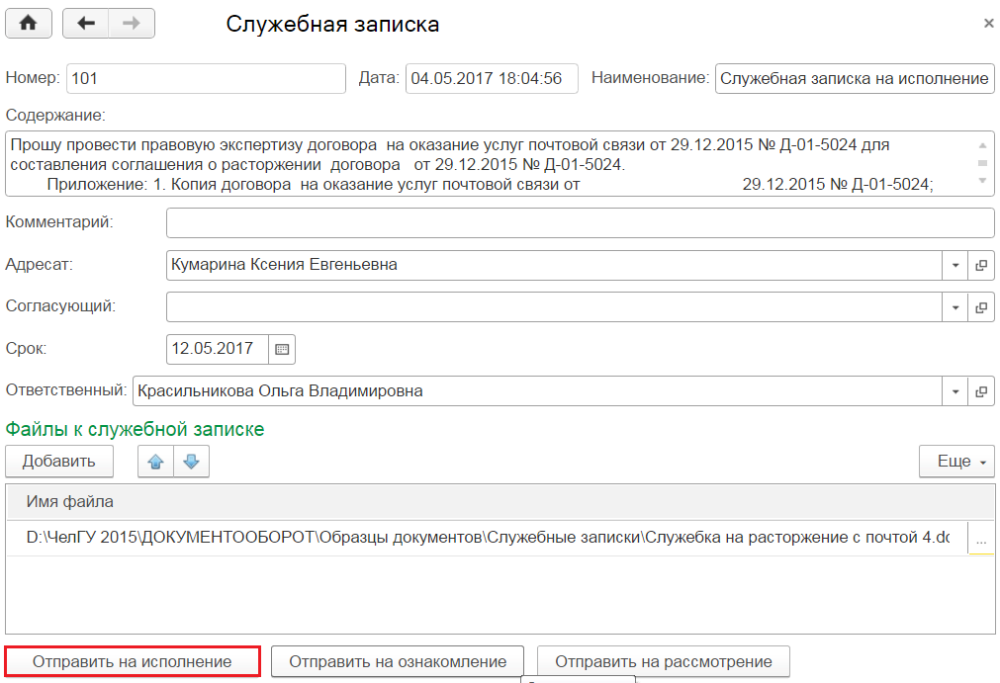 Служебная записка
Номер: 101 Дата: 04.05.2017 18:04:56 Наименование: Служебная записка на исполнение
Содержание:
Прошу провести правовую экспертизу договора на оказание услуг почтовой связи от 29.12.2015 № Д-01-5024 для
составления соглашения о расторжении договора от 29.12.2015 № Д-01-5024.
Приложение: 1. Копия договора на оказание услуг почтовой связи от 29.12.2015 № Д-01-5024;
Комментарий:
Адресат: Кумарина Ксения Евгеньевна
Согласующий:
Срок: 12.05.2017
Ответственный: Красильникова Ольга Владимировна
Файлы к служебной записке
Добавить Еще
Имя файла
D:\ЧелГУ 2015\ДОКУМЕНТООБОРОТ\Образцы документов\Служебные записки\Служебка на расторжение с почтой 4.dc ...
Отправить на исполнение Отправить на ознакомление Отправить на рассмотрение